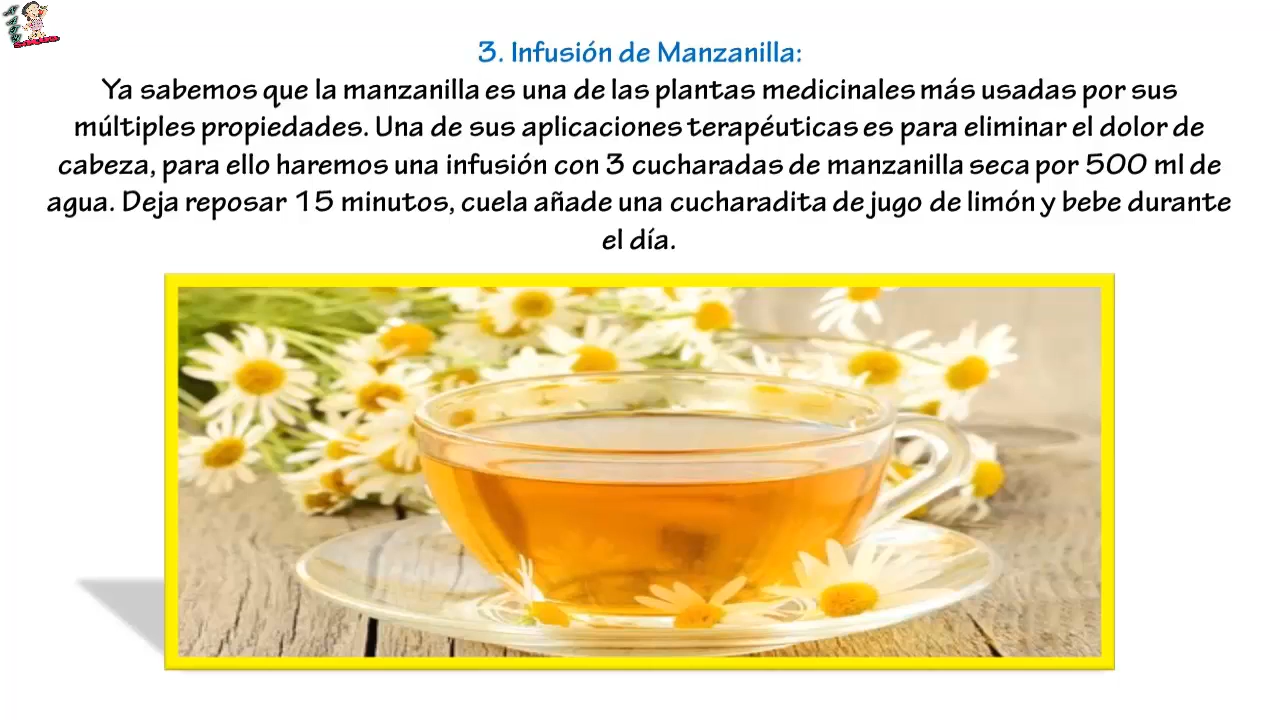 3. Infusión de Manzanilla:
Ya sabemos que la manzanilla es una de las plantas medicinales más usadas por sus
múltiples propiedades. Una de sus aplicaciones terapéuticas es para eliminar el dolor de
cabeza, para ello haremos una infusión con 3 cucharadas de manzanilla seca por 500 ml de
agua. Deja reposar 15 minutos, cuela añade una cucharadita de jugo de limón y bebe durante
el día.